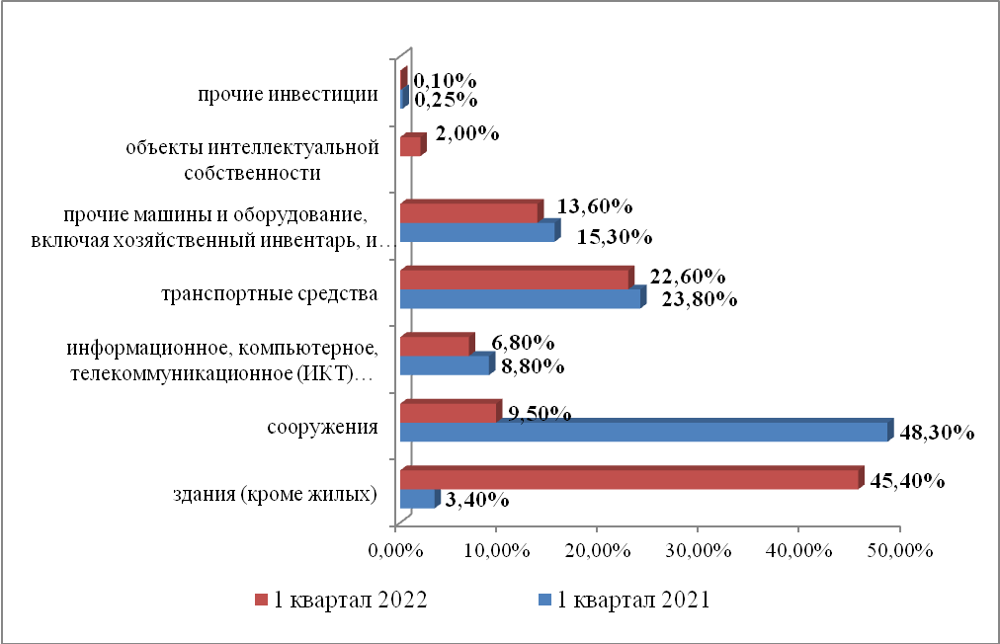 прочие инвестиции
0,10%
0,25%
объекты интеллектуальной
собственности
2,00%
прочие машины и оборудование,
включая хозяйственный инвентарь, и…
13,60%
15,30%
транспортные средства
22,60%
23,80%
информационное, компьютерное,
телекоммуникационное (ИКТ)…
6,80%
8,80%
сооружения
9,50%
48,30%
здания (кроме жилых)
45,40%
3,40%
0,00% 10,00% 20,00% 30,00% 40,00% 50,00%
1 квартал 2022 1 квартал 2021